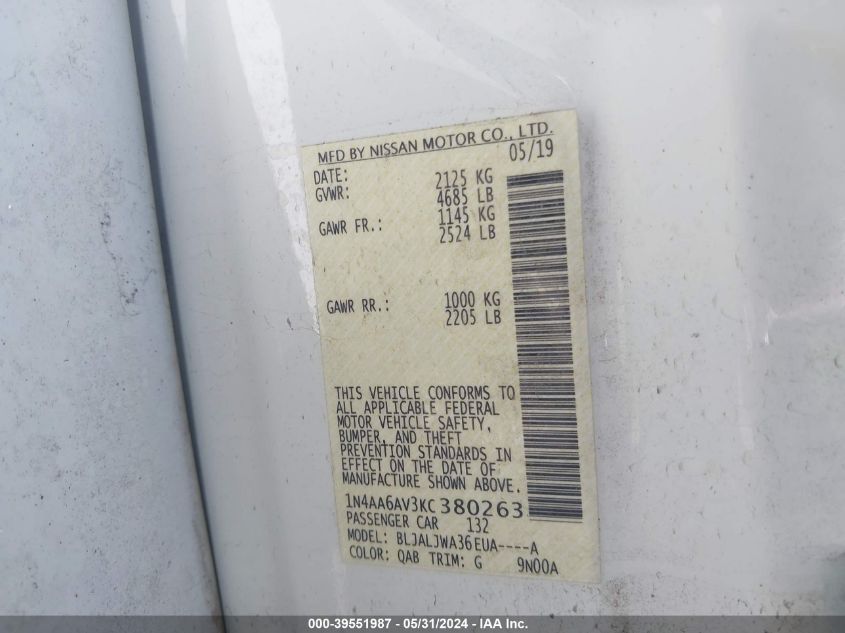 MFD BY NISSAN MOTOR CO., LTD.
DATE: 05/19
GVWR: 2125 KG
4685 LB
GAWR FR.: 1145 KG
2524 LB
GAWR RR.: 1000 KG
2205 LB
THIS VEHICLE CONFORMS TO
ALL APPLICABLE FEDERAL
MOTOR VEHICLE SAFETY,
BUMPER, AND THEFT
PREVENTION STANDARDS IN
EFFECT ON THE DATE OF
MANUFACTURE SHOWN ABOVE.
1N4AA6AV3KC380263
PASSENGER CAR 132
MODEL: BLJALJWA36EUA----A
COLOR: QAB TRIM: G 9N00A
000-39551987 - 05/31/2024 - IAA Inc.